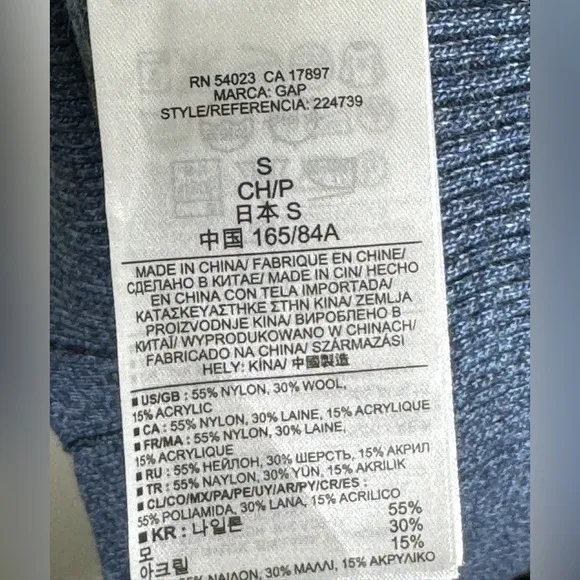 RN 54023 CA 17897
MARCA: GAP
STYLE/REFERENCIA: 224739
S
CH/P
日本 S
中国 165/84A
MADE IN CHINA/ FABRIQUE EN CHINE/
СДЕЛАНО В КИТАЕ/ MADE IN CIN/ HECHO
EN CHINA CON TELA IMPORTADA/
ΚΑΤΑΣΚΕΥΑΣΤΗΚΕ ΣΤΗΝ ΚΙΝΑ/ ZEMLJA
PROIZVODNJE KINA/ ВИРОБЛЕНО В
КИТАЇ/ WYPRODUKOWANO W CHINACH/
FABRICADO NA CHINA/ SZÁRMAZÁSI
HELY: KÍNA/ 中國製造
■ US/GB : 55% NYLON, 30% WOOL,
15% ACRYLIC
■ CA : 55% NYLON, 30% LAINE, 15% ACRYLIQUE
■ FR/MA : 55% NYLON, 30% LAINE,
15% ACRYLIQUE
■ RU : 55% НЕЙЛОН, 30% ШЕРСТЬ, 15% АКРИЛ
■ TR : 55% NAYLON, 30% YÜN, 15% AKRILIK
■ CL/CO/MX/PA/PE/UY/AR/PY/CR/ES :
55% POLIAMIDA, 30% LANA, 15% ACRILICO
■ KR : 나일론 55%
모 30%
아크릴 15%
55% ΝΑΙΛΟΝ, 30% ΜΑΛΛΙ, 15% ΑΚΡΥΛΙΚΟ